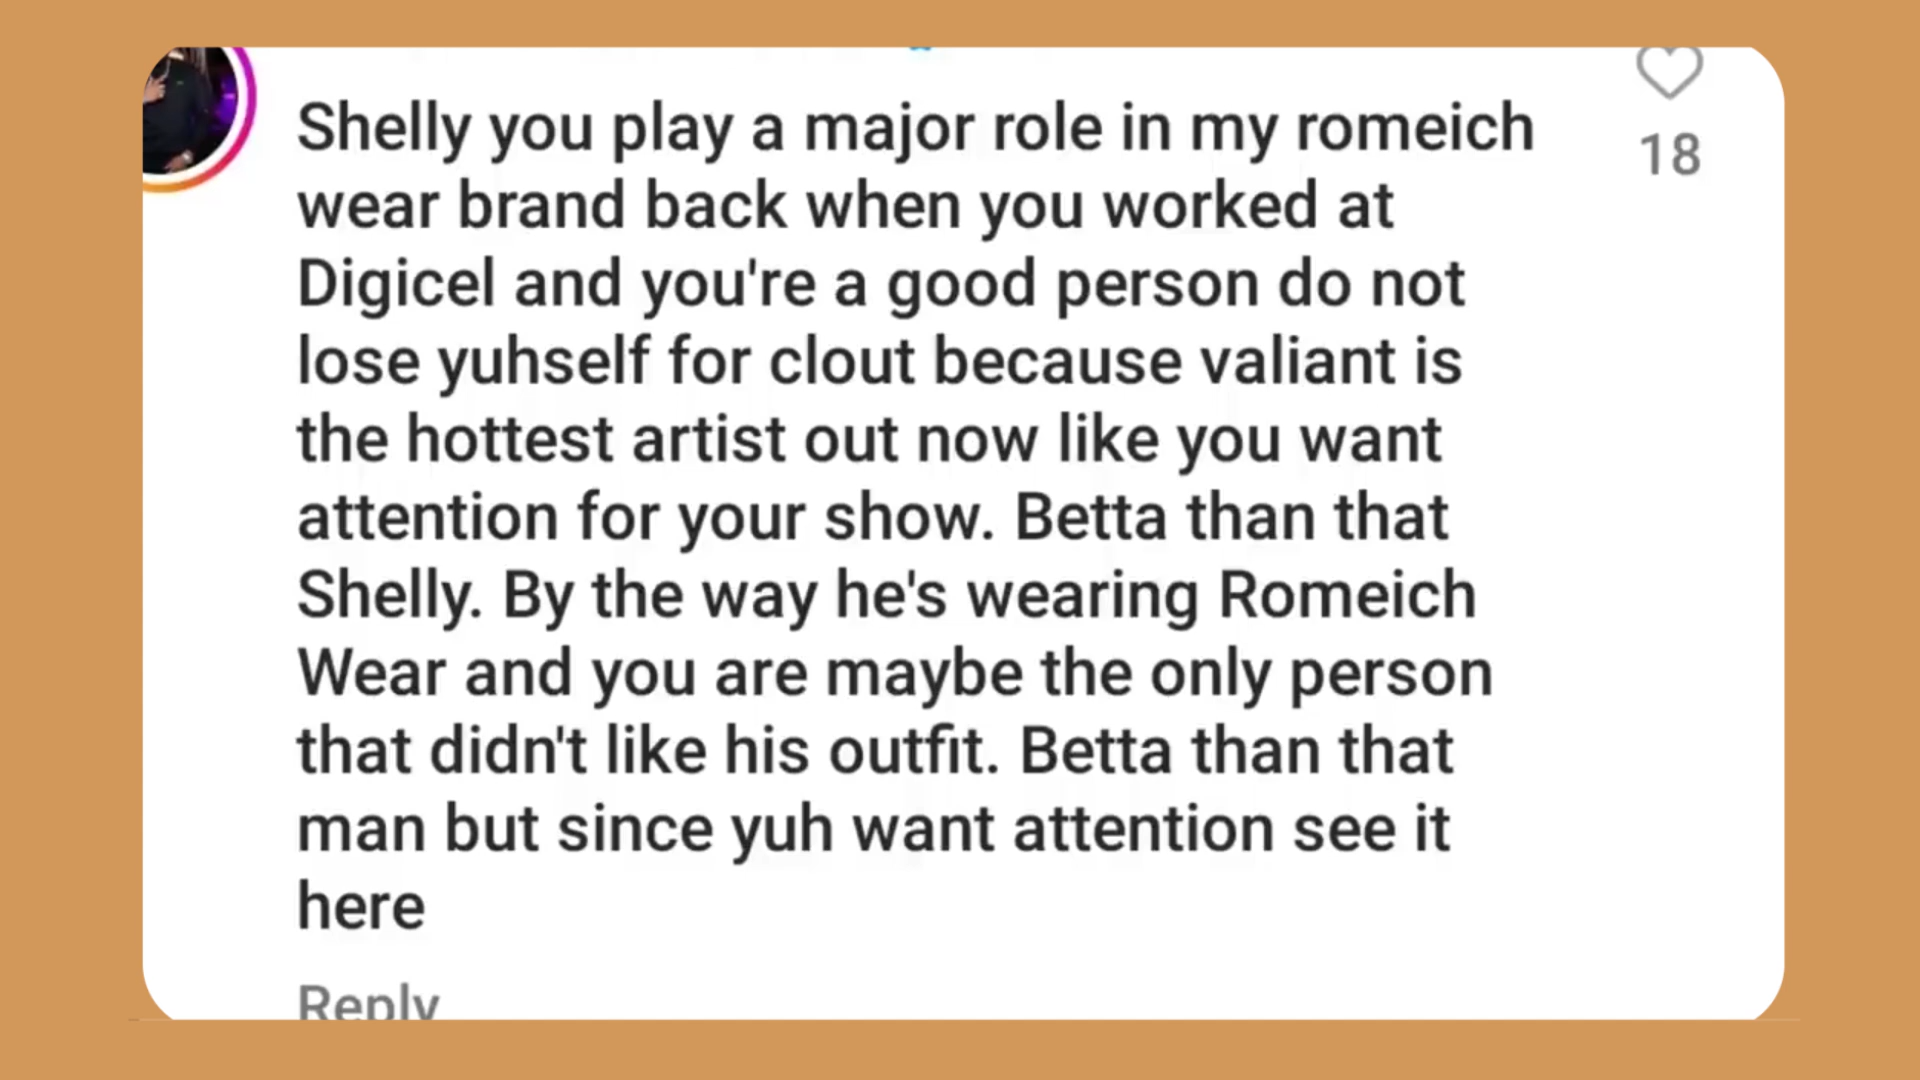 Shelly you play a major role in my romeich
wear brand back when you worked at
Digicel and you're a good person do not
lose yuhself for clout because valiant is
the hottest artist out now like you want
attention for your show. Betta than that
Shelly. By the way he's wearing Romeich
Wear and you are maybe the only person
that didn't like his outfit. Betta than that
man but since yuh want attention see it
here
18
Reply